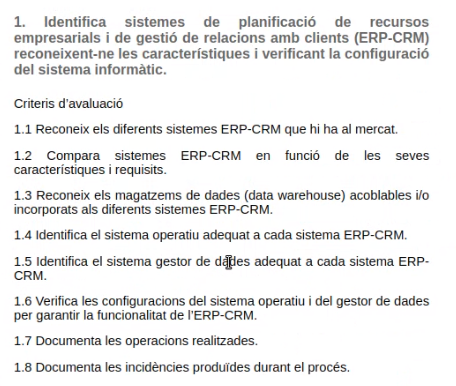 1. Identifica sistemes de planificació de recursos
empresarials i de gestió de relacions amb clients (ERP-CRM)
reconeixent-ne les característiques i verificant la configuració
del sistema informàtic.
Criteris d’avaluació
1.1 Reconeix els diferents sistemes ERP-CRM que hi ha al mercat.
1.2 Compara sistemes ERP-CRM en funció de les seves
característiques i requisits.
1.3 Reconeix els magatzems de dades (data warehouse) acoblables i/o
incorporats als diferents sistemes ERP-CRM.
1.4 Identifica el sistema operatiu adequat a cada sistema ERP-CRM.
1.5 Identifica el sistema gestor de dades adequat a cada sistema ERP-
CRM.
1.6 Verifica les configuracions del sistema operatiu i del gestor de dades
per garantir la funcionalitat de l’ERP-CRM.
1.7 Documenta les operacions realitzades.
1.8 Documenta les incidències produïdes durant el procés.